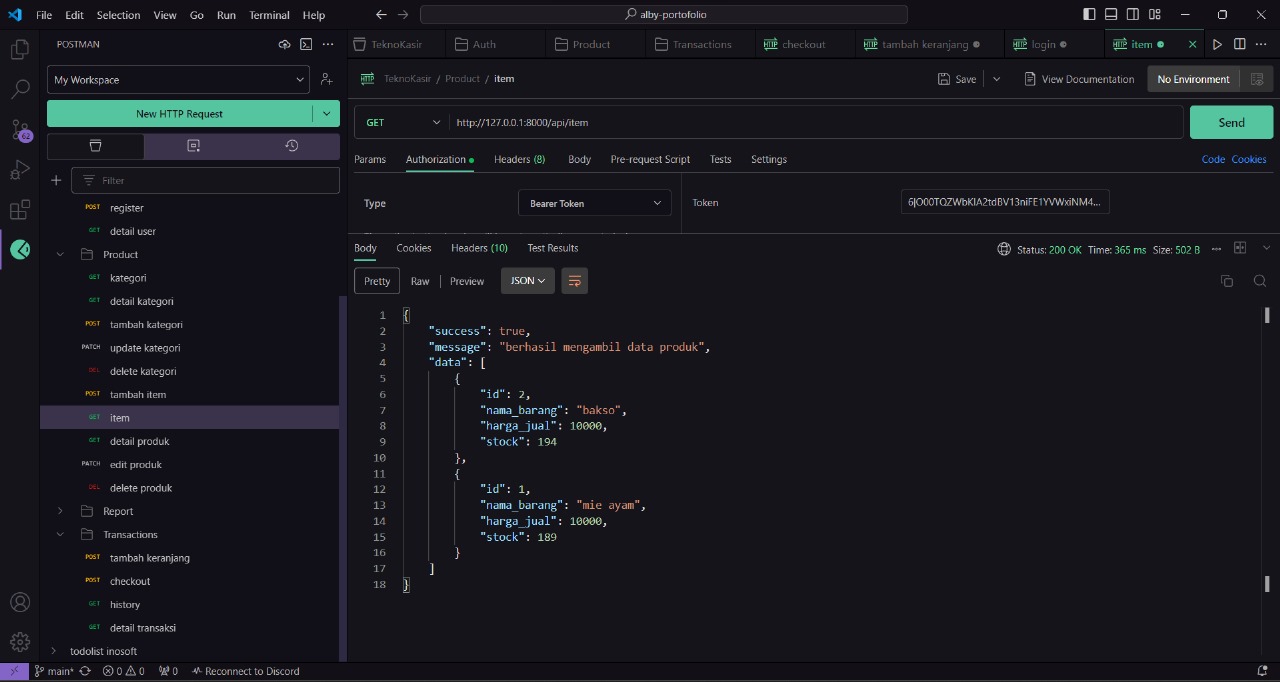 File Edit Selection View Go Run Terminal Help
alby-portofolio
POSTMAN
TeknoKasir Auth Product Transactions checkout tambah keranjang login item
My Workspace
TeknoKasir / Product / item
Save View Documentation No Environment
New HTTP Request
GET http://127.0.0.1:8000/api/item Send
Params Authorization Headers (8) Body Pre-request Script Tests Settings Code Cookies
Filter
Type Bearer Token Token
POST register
GET detail user
Body Cookies Headers (10) Test Results Status: 200 OK Time: 365 ms Size: 502 B
Product
GET kategori
Pretty Raw Preview JSON
GET detail kategori
POST tambah kategori
PATCH update kategori
DEL delete kategori
POST tambah item
GET item
GET detail produk
PATCH edit produk
DEL delete produk
Report
Transactions
POST tambah keranjang
POST checkout
GET history
GET detail transaksi
todolist inosoft
1 {
2 "success": true,
3 "message": "berhasil mengambil data produk",
4 "data": [
5 {
6 "id": 2,
7 "nama_barang": "bakso",
8 "harga_jual": 10000,
9 "stock": 194
10 },
11 {
12 "id": 1,
13 "nama_barang": "mie ayam",
14 "harga_jual": 10000,
15 "stock": 189
16 }
17 ]
18 }
62
main* 0 0 0 Reconnect to Discord